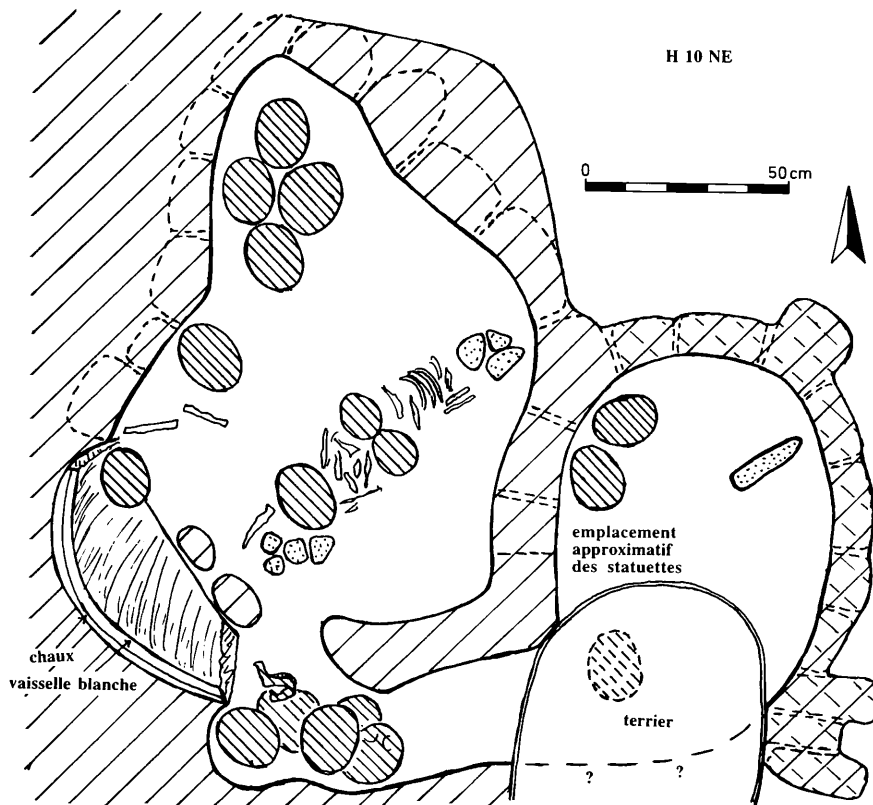 H 10 NE
0 50 cm
emplacement
approximatif
des statuettes
chaux
vaisselle blanche
terrier
? ?